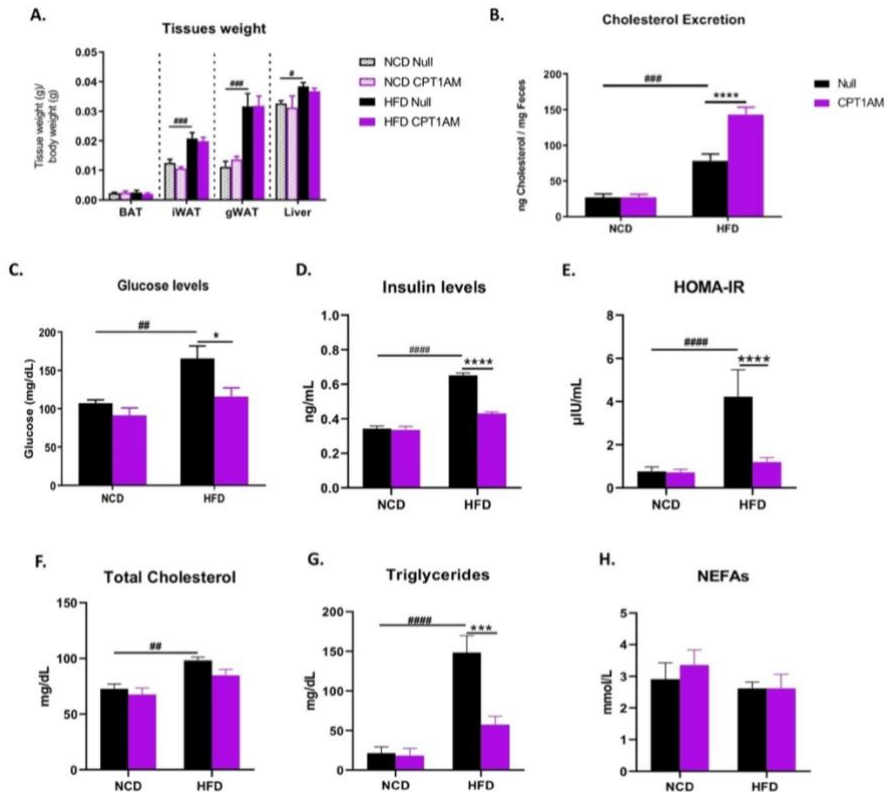 A.
Tissues weight
Tissue weight (g)/
body weight (g)
0.05
0.04
0.03
0.02
0.01
0.00
###
###
#
BAT iWAT gWAT Liver
NCD Null
NCD CPT1AM
HFD Null
HFD CPT1AM
B.
Cholesterol Excretion
ng Cholesterol / mg Feces
200
150
100
50
0
###
****
NCD HFD
Null
CPT1AM
C.
Glucose levels
Glucose (mg/dL)
200
150
100
50
0
##
*
NCD HFD
D.
Insulin levels
ng/mL
1.0
0.8
0.6
0.4
0.2
0.0
####
****
NCD HFD
E.
HOMA-IR
µIU/mL
8
6
4
2
0
####
****
NCD HFD
F.
Total Cholesterol
mg/dL
150
100
50
0
##
NCD HFD
G.
Triglycerides
mg/dL
200
150
100
50
0
####
***
NCD HFD
H.
NEFAs
mmol/L
5
4
3
2
1
0
NCD HFD